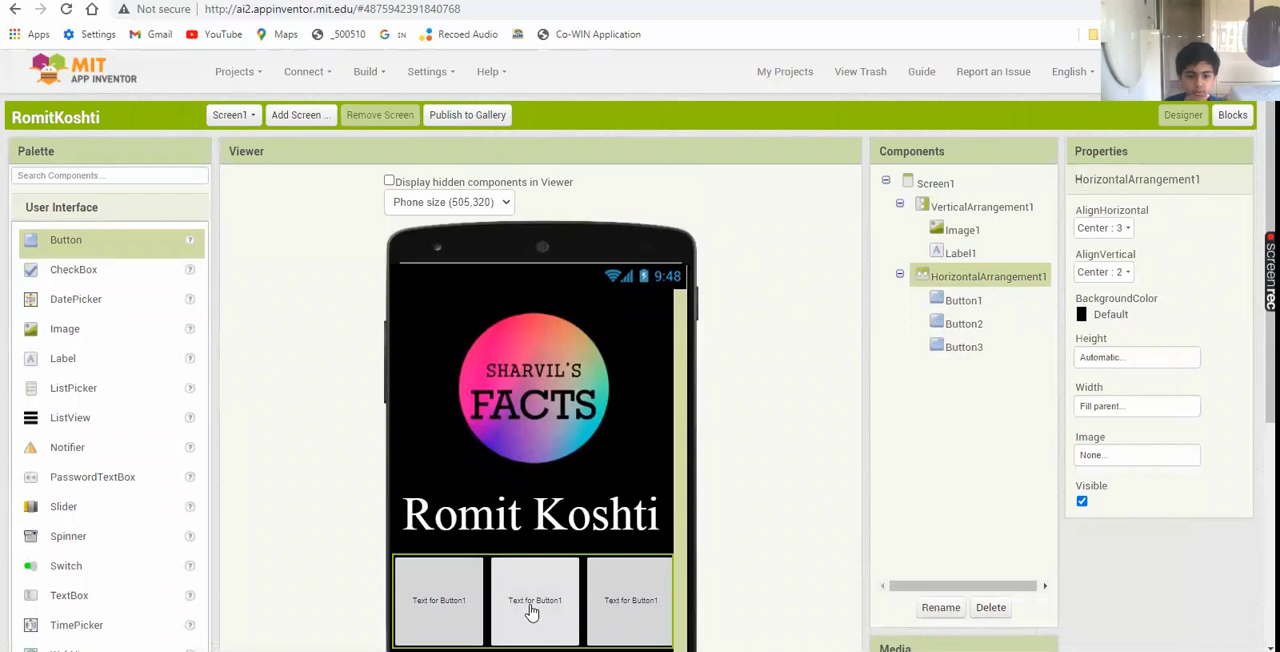 Not secure http://ai2.appinventor.mit.edu/#4875942391840768
Apps Settings Gmail YouTube Maps _500510 IN Recoed Audio Co-WIN Application
MIT
APP INVENTOR
Projects Connect Build Settings Help My Projects View Trash Guide Report an Issue English
RomitKoshti Screen1 Add Screen ... Remove Screen Publish to Gallery Designer Blocks
Palette
Search Components...
User Interface
Button
CheckBox
DatePicker
Image
Label
ListPicker
ListView
Notifier
PasswordTextBox
Slider
Spinner
Switch
TextBox
TimePicker
Viewer
Display hidden components in Viewer
Phone size (505,320)
9:48
SHARVIL'S
FACTS
Romit Koshti
Text for Button1 Text for Button1 Text for Button1
Components
Screen1
VerticalArrangement1
Image1
Label1
HorizontalArrangement1
Button1
Button2
Button3
Rename Delete
Media
Properties
HorizontalArrangement1
AlignHorizontal
Center : 3
AlignVertical
Center : 2
BackgroundColor
Default
Height
Automatic...
Width
Fill parent...
Image
None...
Visible
screenrec